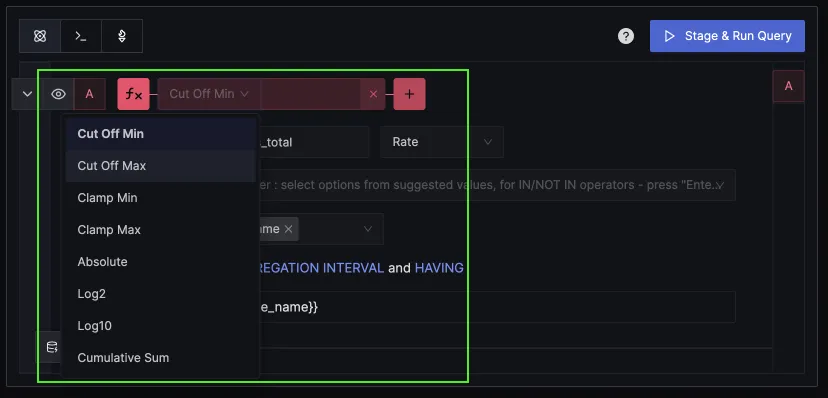 Stage & Run Query
A
A
fx
Cut Off Min
Cut Off Min
_total
Rate
Cut Off Max
er : select options from suggested values, for IN/NOT IN operators - press "Ente...
Clamp Min
Clamp Max
ame
Absolute
REGATION INTERVAL and HAVING
Log2
e_name}}
Log10
Cumulative Sum